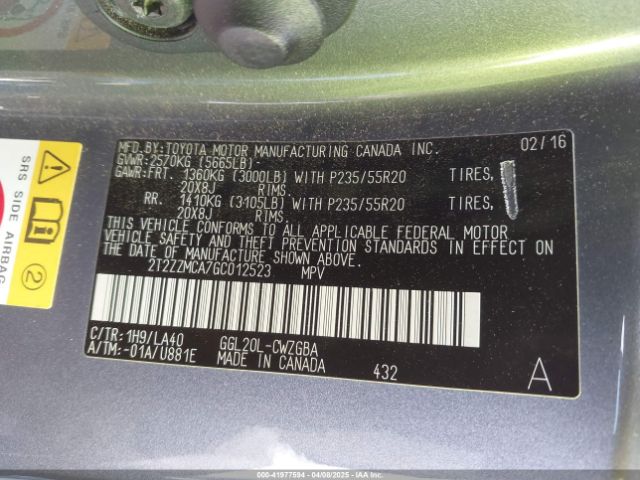 MFD.BY:TOYOTA MOTOR MANUFACTURING CANADA INC. 02/16
GVWR:2570KG (5665LB)
GAWR:FRT. 1360KG (3000LB) WITH P235/55R20 TIRES,
20X8J RIMS.
RR. 1410KG (3105LB) WITH P235/55R20 TIRES,
20X8J RIMS.
THIS VEHICLE CONFORMS TO ALL APPLICABLE FEDERAL MOTOR
VEHICLE SAFETY AND THEFT PREVENTION STANDARDS IN EFFECT ON
THE DATE OF MANUFACTURE SHOWN ABOVE.
2T2ZZMCA7GC012523 MPV
C/TR:1H9/LA40 GGL20L-CWZGBA
A/TM:-01A/U881E MADE IN CANADA
432 A
SRS SIDE AIRBAG
2
000-41977594 04/08/2025 IAA Inc.